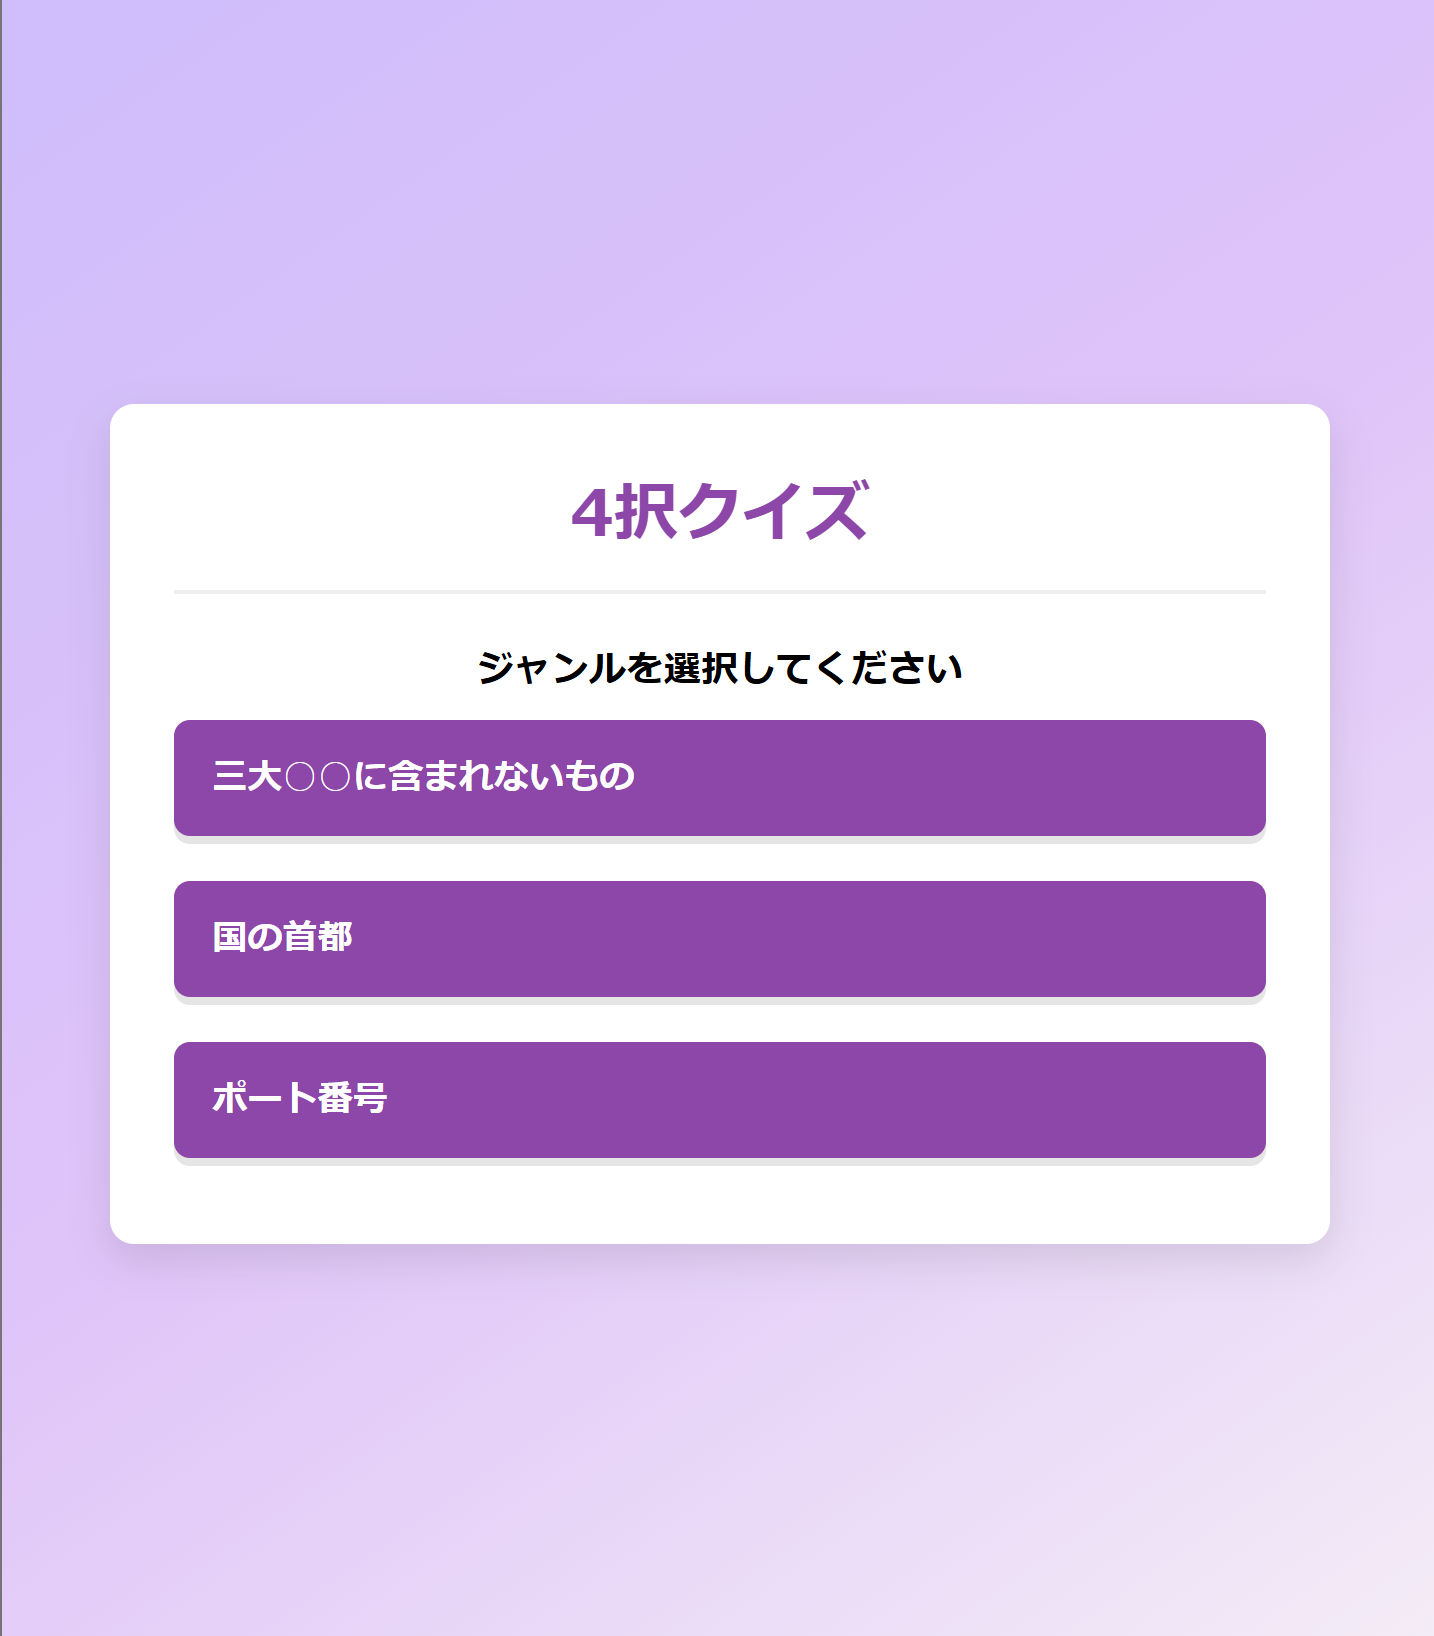 4択クイズ
ジャンルを選択してください
三大○○に含まれないもの
国の首都
ポート番号